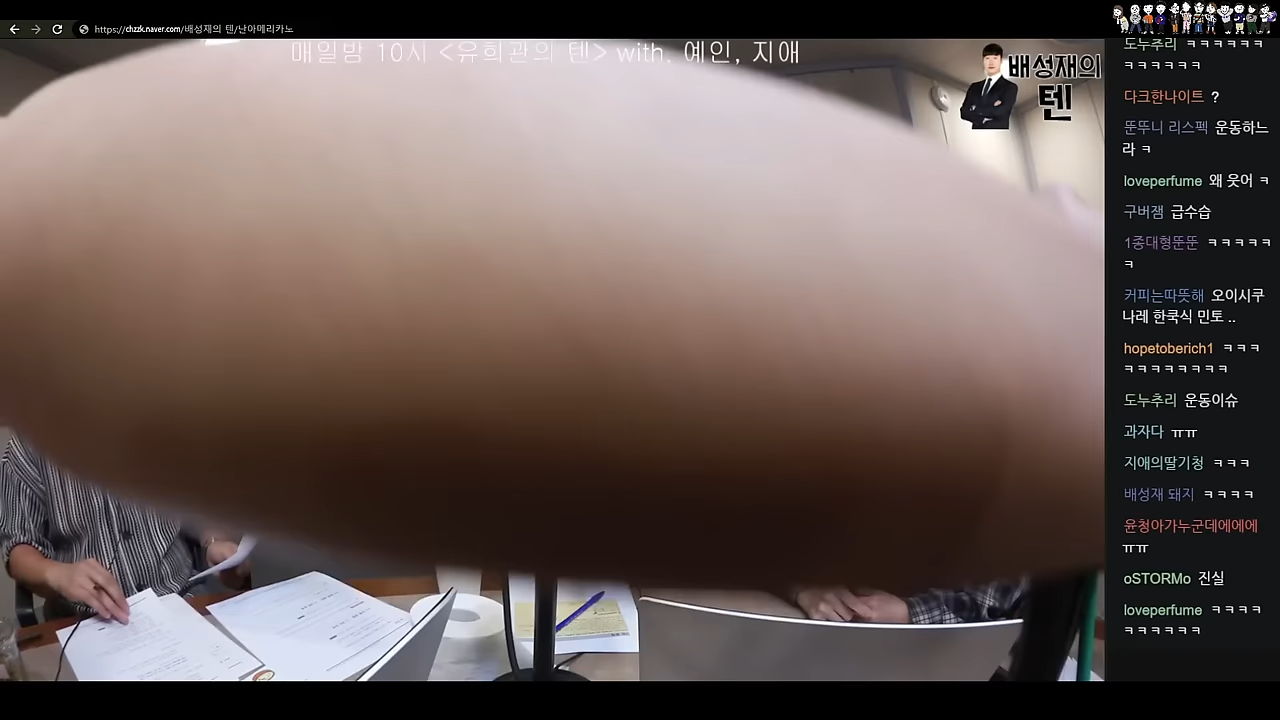 https://chzzk.naver.com/배성재의 텐/난아메리카노
매일밤 10시 <유희관의 텐> with. 예인, 지애
배성재의
텐
도누추리 ㅋㅋㅋㅋㅋㅋㅋ
ㅋㅋㅋㅋㅋㅋ
다크한나이트 ?
뚠뚜니 리스펙 운동하느
라 ㅋ
loveperfume 왜 웃어 ㅋ
구버잼 급수습
1종대형뚠뚠 ㅋㅋㅋㅋㅋ
ㅋ
커피는따뜻해 오이시쿠
나레 한쿡식 민토 ..
hopetoberich1 ㅋㅋㅋ
ㅋㅋㅋㅋㅋㅋㅋㅋ
도누추리 운동이슈
과자다 ㅠㅠ
지애의딸기청 ㅋㅋㅋ
배성재 돼지 ㅋㅋㅋㅋ
윤청아가누군데에에에
ㅠㅠ
oSTORMo 진실
loveperfume ㅋㅋㅋㅋ
ㅋㅋㅋㅋㅋㅋ